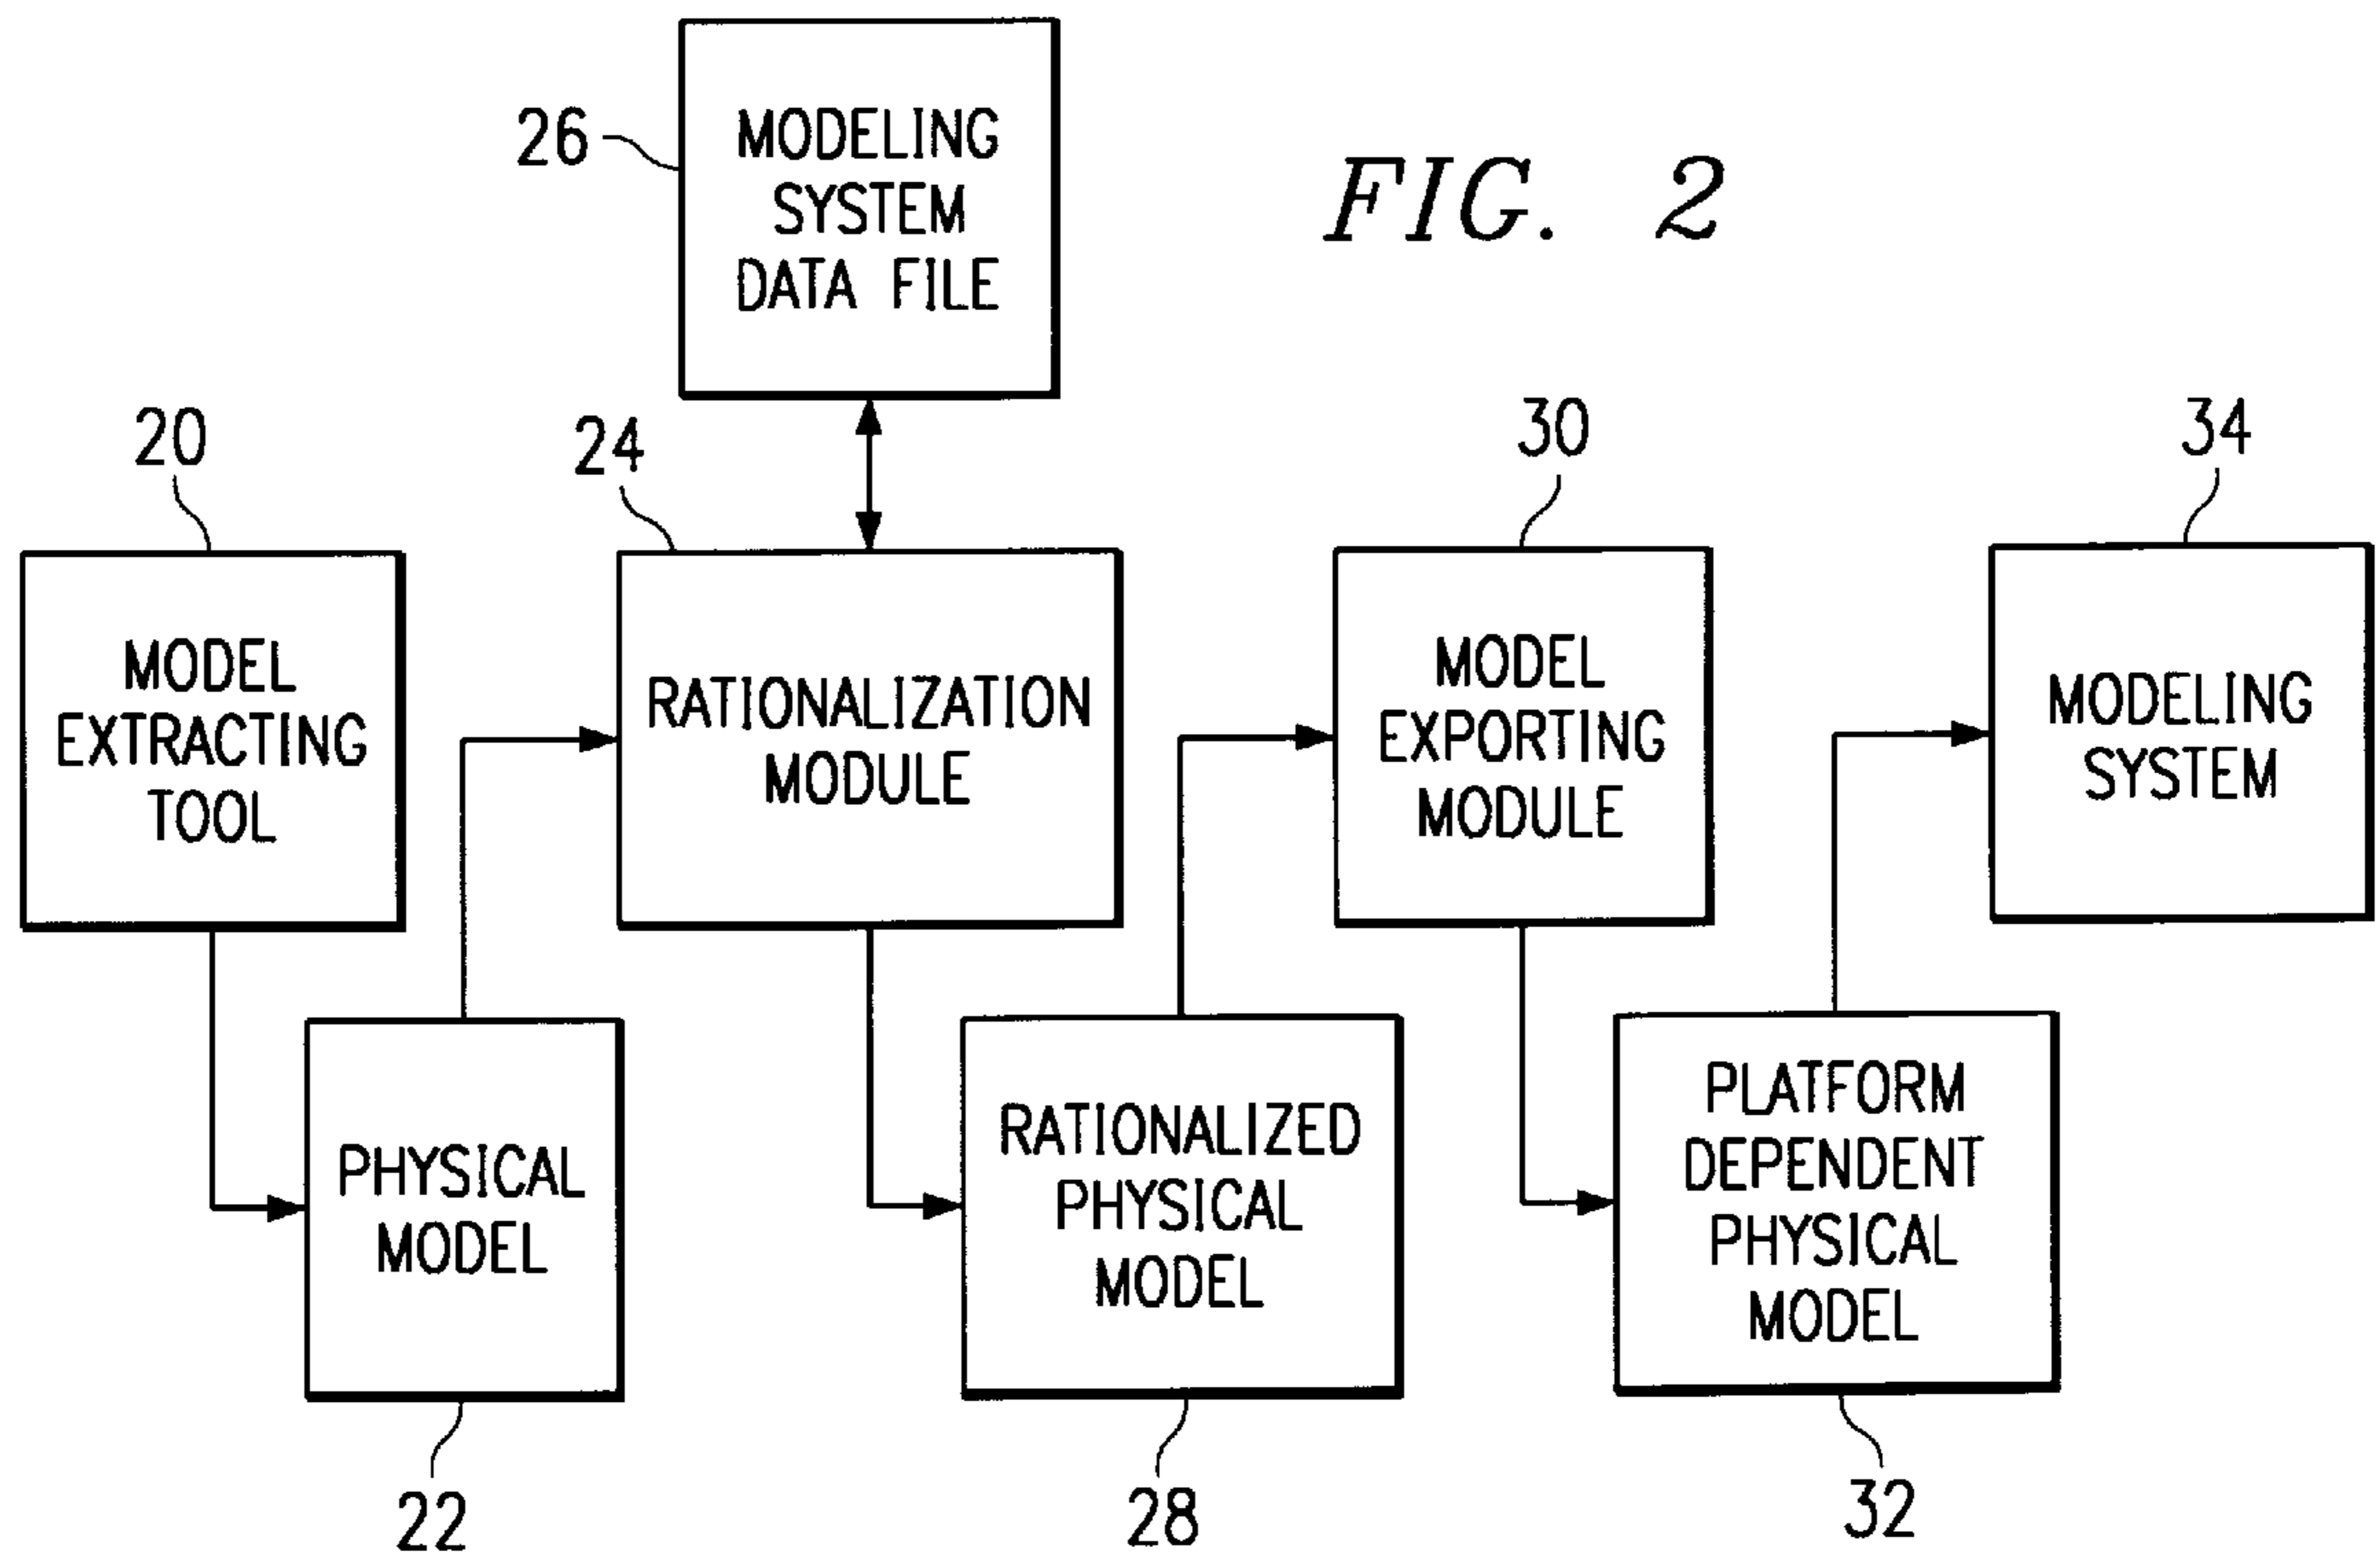 26
MODELING
SYSTEM
DATA FILE
FIG. 2
20
24
30
34
MODEL
EXTRACTING
TOOL
RATIONALIZATION
MODULE
MODEL
EXPORTING
MODULE
MODELING
SYSTEM
PHYSICAL
MODEL
RATIONALIZED
PHYSICAL
MODEL
PLATFORM
DEPENDENT
PHYSICAL
MODEL
22
28
32